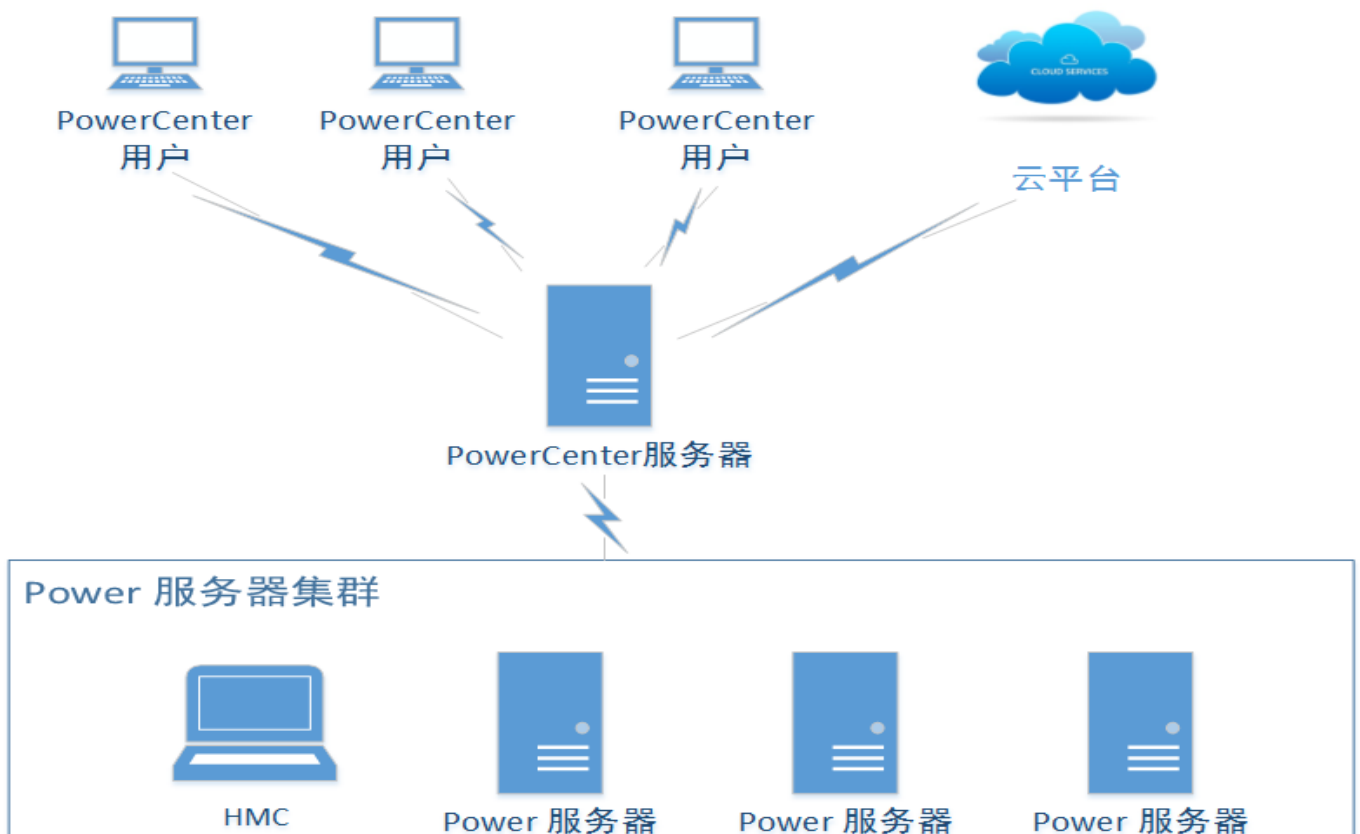 PowerCenter
用户
PowerCenter
用户
PowerCenter
用户
CLOUD SERVICES
云平台
PowerCenter服务器
Power 服务器集群
HMC
Power 服务器
Power 服务器
Power 服务器